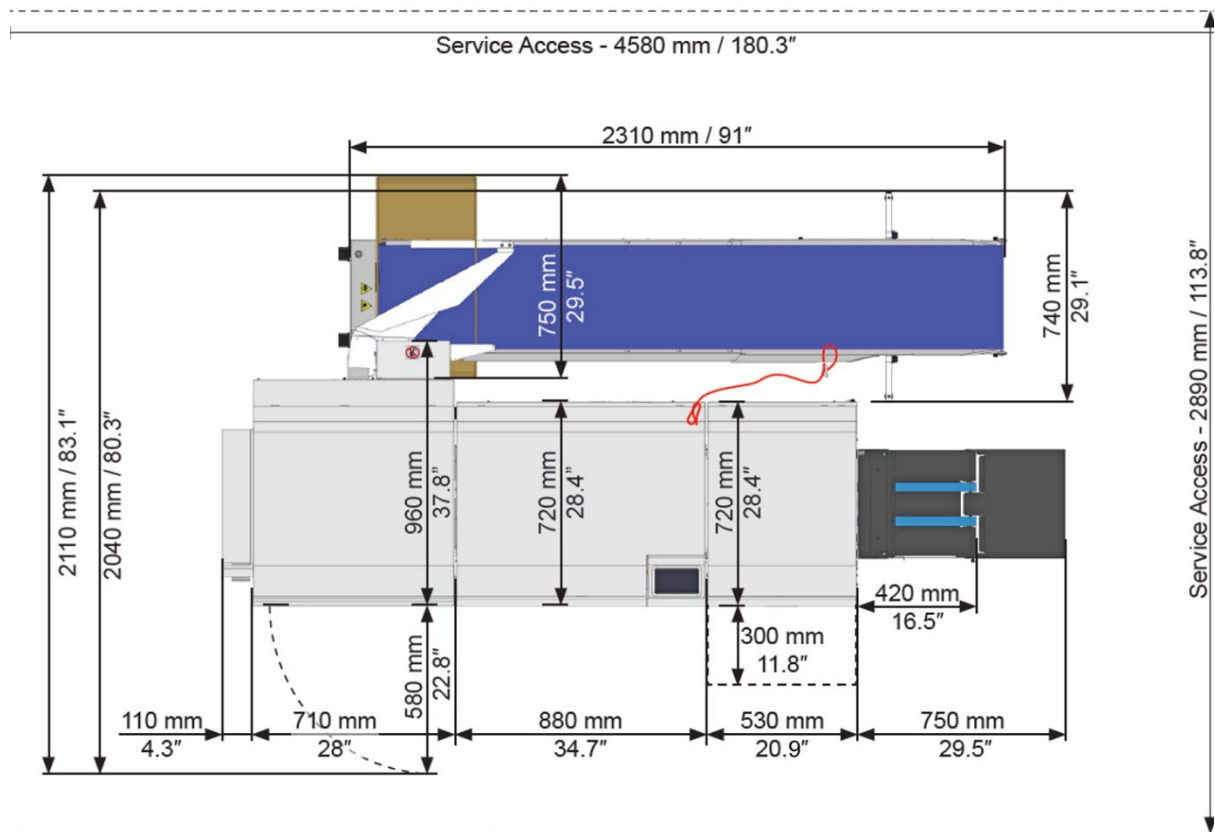 Service Access - 4580 mm / 180.3″
2310 mm / 91″
2110 mm / 83.1″
2040 mm / 80.3″
750 mm
29.5″
740 mm
29.1″
Service Access - 2890 mm / 113.8″
960 mm
37.8″
720 mm
28.4″
720 mm
28.4″
420 mm
16.5″
300 mm
11.8″
580 mm
22.8″
110 mm
4.3″
710 mm
28″
880 mm
34.7″
530 mm
20.9″
750 mm
29.5″